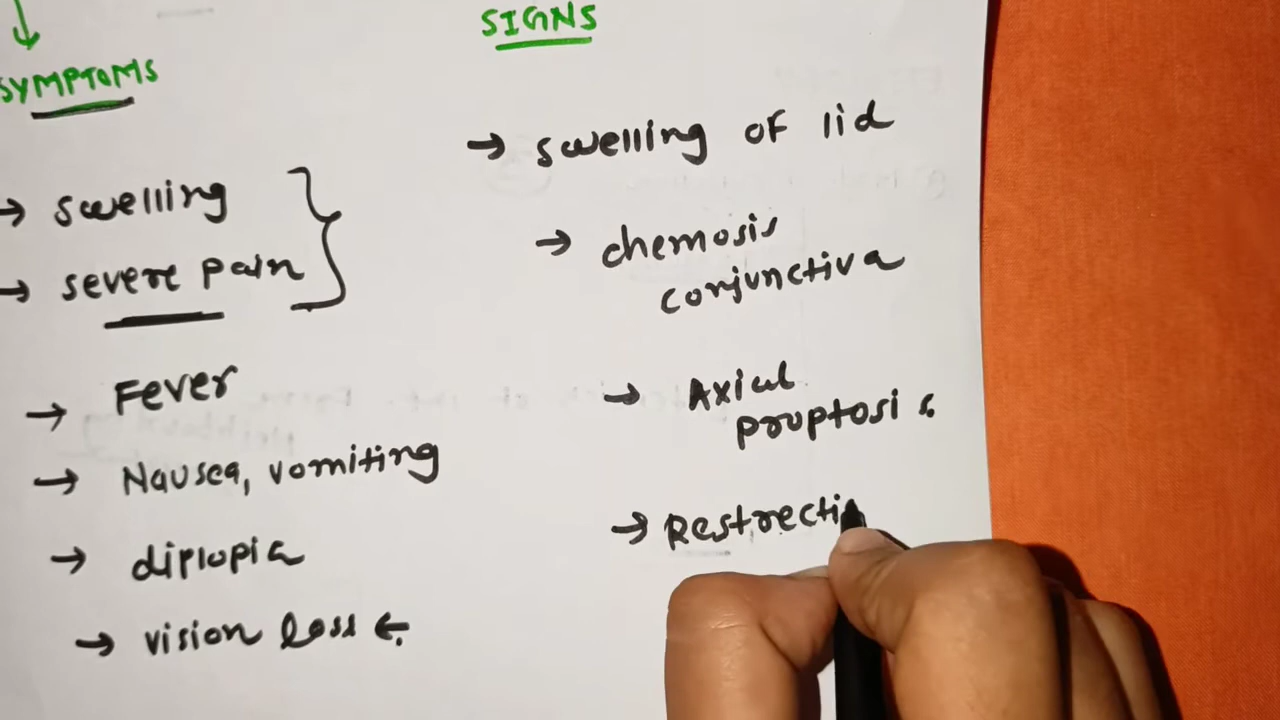 SYMPTOMS
→ swelling
→ severe pain
→ Fever
→ Nausea, vomiting
→ diplopia
→ vision loss ←
SIGNS
→ swelling of lid
→ chemosis
conjunctiva
→ Axial
proptosis
→ Restrecti